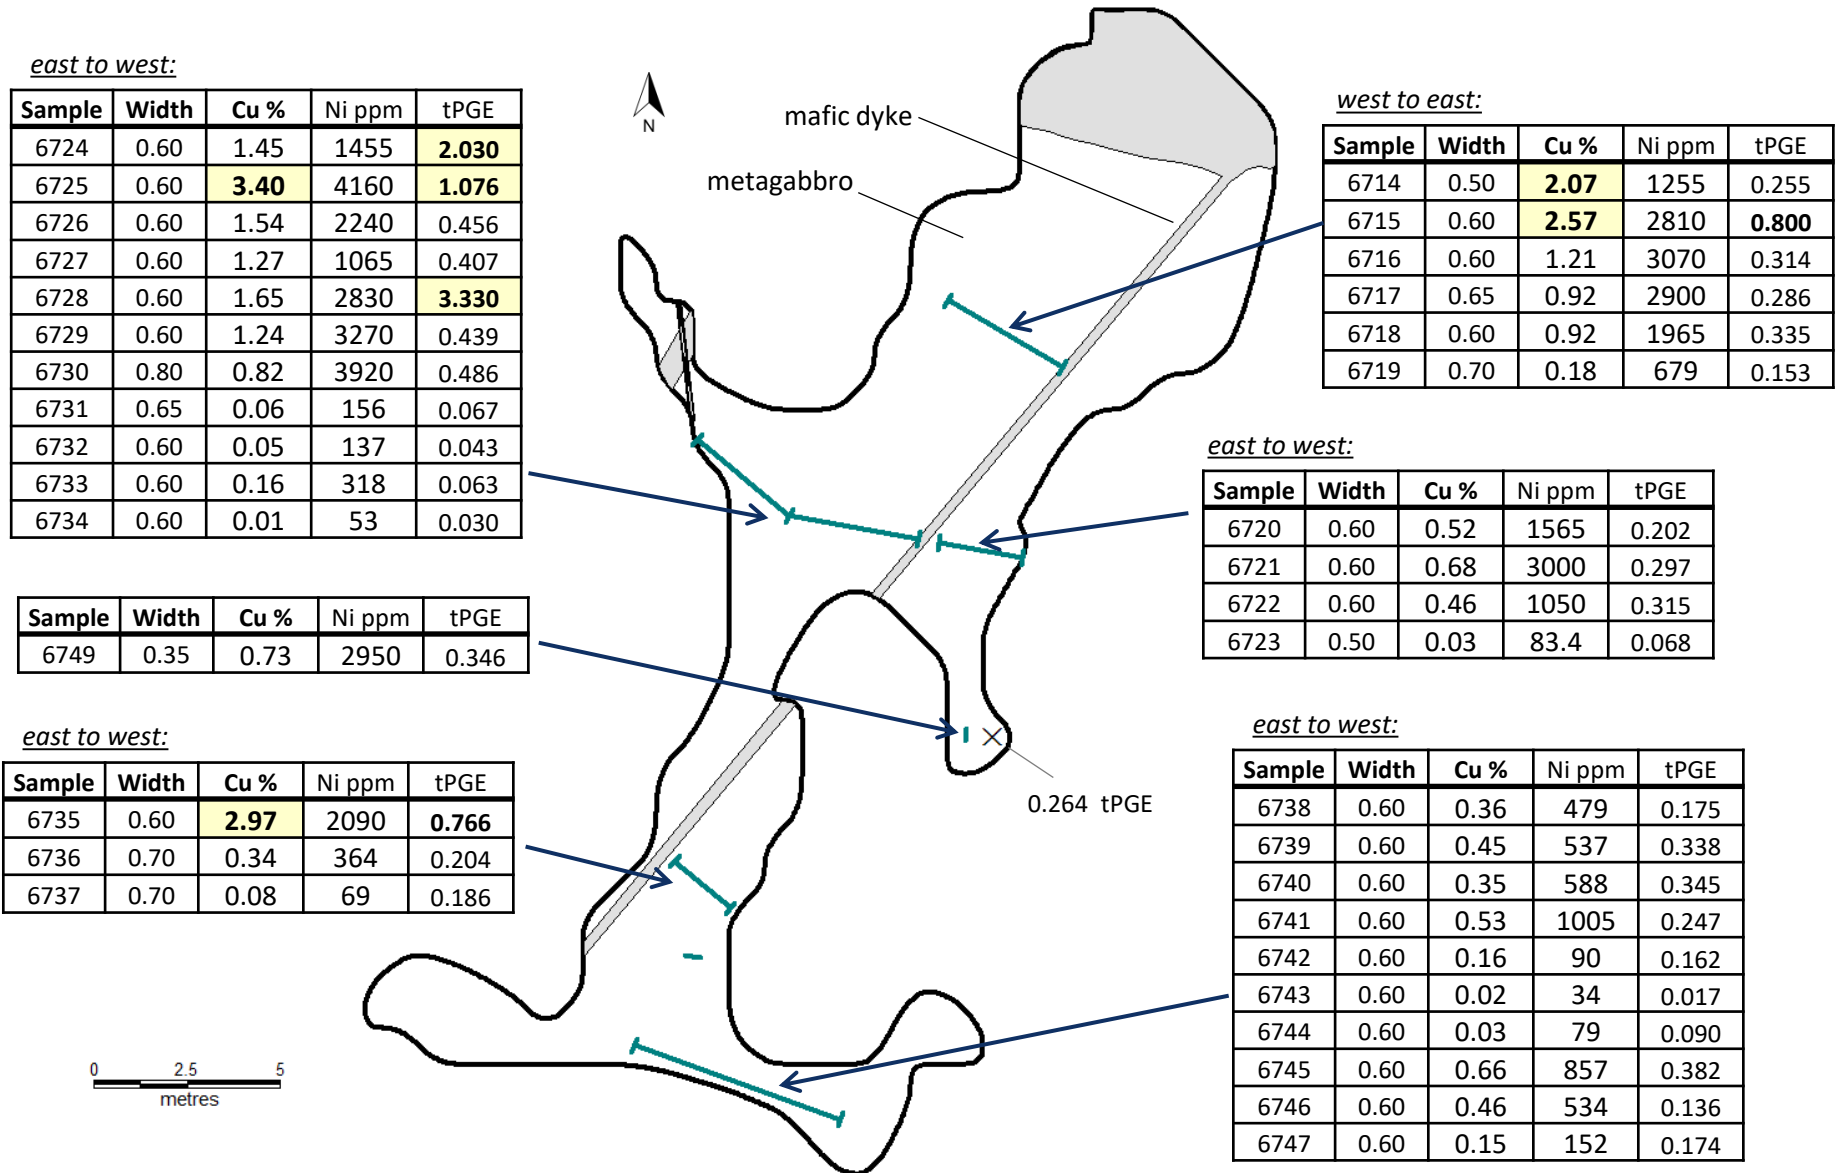 east to west:
Sample Width Cu % Ni ppm tPGE
6724 0.60 1.45 1455 2.030
6725 0.60 3.40 4160 1.076
6726 0.60 1.54 2240 0.456
6727 0.60 1.27 1065 0.407
6728 0.60 1.65 2830 3.330
6729 0.60 1.24 3270 0.439
6730 0.80 0.82 3920 0.486
6731 0.65 0.06 156 0.067
6732 0.60 0.05 137 0.043
6733 0.60 0.16 318 0.063
6734 0.60 0.01 53 0.030
Sample Width Cu % Ni ppm tPGE
6749 0.35 0.73 2950 0.346
east to west:
Sample Width Cu % Ni ppm tPGE
6735 0.60 2.97 2090 0.766
6736 0.70 0.34 364 0.204
6737 0.70 0.08 69 0.186
0 2.5 5
metres
N
mafic dyke
metagabbro
0.264 tPGE
west to east:
Sample Width Cu % Ni ppm tPGE
6714 0.50 2.07 1255 0.255
6715 0.60 2.57 2810 0.800
6716 0.60 1.21 3070 0.314
6717 0.65 0.92 2900 0.286
6718 0.60 0.92 1965 0.335
6719 0.70 0.18 679 0.153
east to west:
Sample Width Cu % Ni ppm tPGE
6720 0.60 0.52 1565 0.202
6721 0.60 0.68 3000 0.297
6722 0.60 0.46 1050 0.315
6723 0.50 0.03 83.4 0.068
east to west:
Sample Width Cu % Ni ppm tPGE
6738 0.60 0.36 479 0.175
6739 0.60 0.45 537 0.338
6740 0.60 0.35 588 0.345
6741 0.60 0.53 1005 0.247
6742 0.60 0.16 90 0.162
6743 0.60 0.02 34 0.017
6744 0.60 0.03 79 0.090
6745 0.60 0.66 857 0.382
6746 0.60 0.46 534 0.136
6747 0.60 0.15 152 0.174